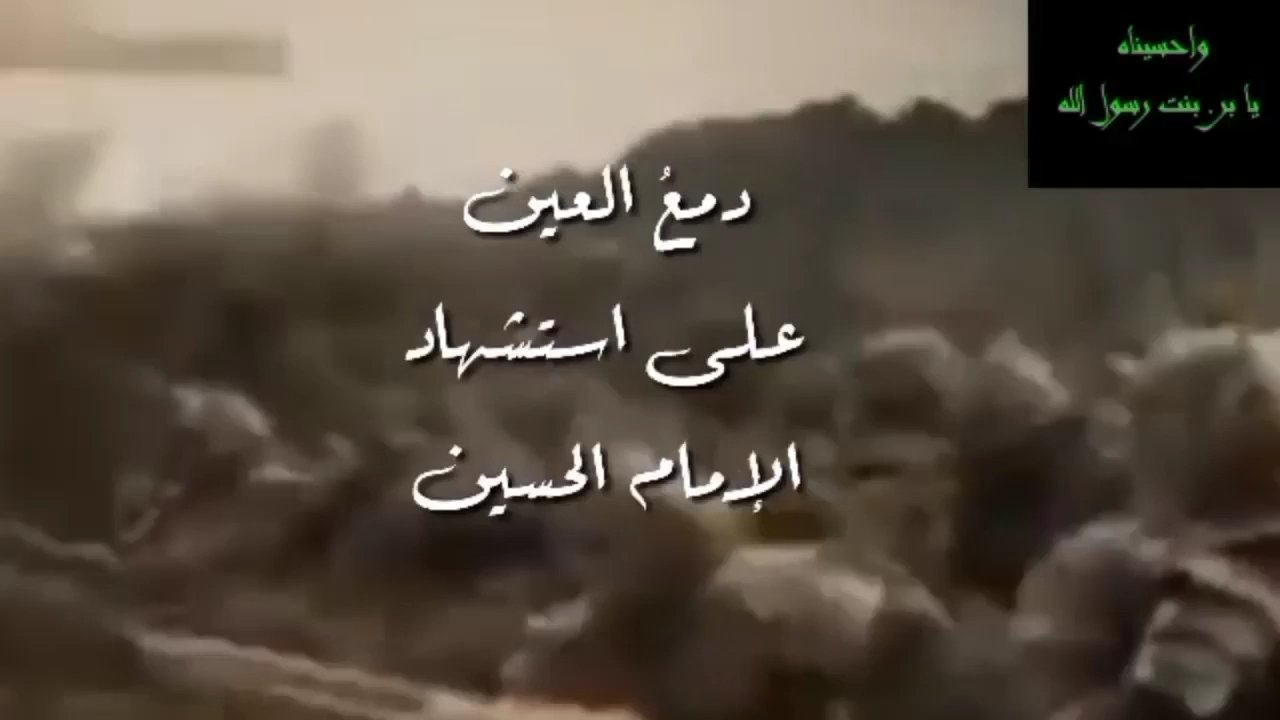 واحسيناه
يا بن بنت رسول الله
دمعُ العين
على استشهاد
الإمام الحسين